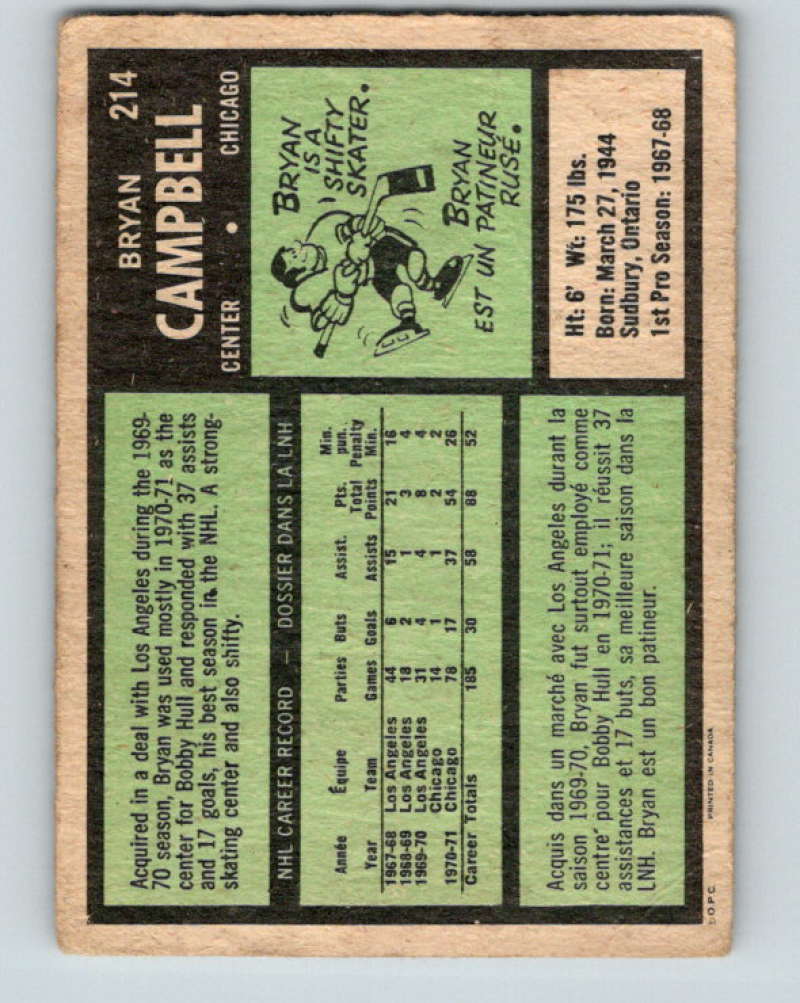 Acquired in a deal with Los Angeles during the 1969-
70 season, Bryan was used mostly in 1970-71 as the
center for Bobby Hull and responded with 37 assists
and 17 goals, his best season in the NHL. A strong-
skating center and also shifty.
BRYAN 214
CAMPBELL
CENTER • CHICAGO
NHL CAREER RECORD — DOSSIER DANS LA LNH
Année Équipe Parties Buts Assist. Pts. Total Min. pun. Penalty
Year Team Games Goals Assists Points Min.
1967-68 Los Angeles 44 6 15 21 16
1968-69 Los Angeles 18 2 1 3 4
1969-70 Los Angeles 31 4 4 8 4
Chicago 14 1 1 2 2
1970-71 Chicago 78 17 37 54 26
Career Totals 185 30 58 88 52
BRYAN
IS A
SHIFTY
SKATER.
BRYAN
EST UN PATINEUR
RUSÉ.
Acquis dans un marché avec Los Angeles durant la
saison 1969-70, Bryan fut surtout employé comme
centre pour Bobby Hull en 1970-71; il réussit 37
assistances et 17 buts, sa meilleure saison dans la
LNH. Bryan est un bon patineur.
Ht: 6' Wt: 175 lbs.
Born: March 27, 1944
Sudbury, Ontario
1st Pro Season: 1967-68
O.P.C. PRINTED IN CANADA